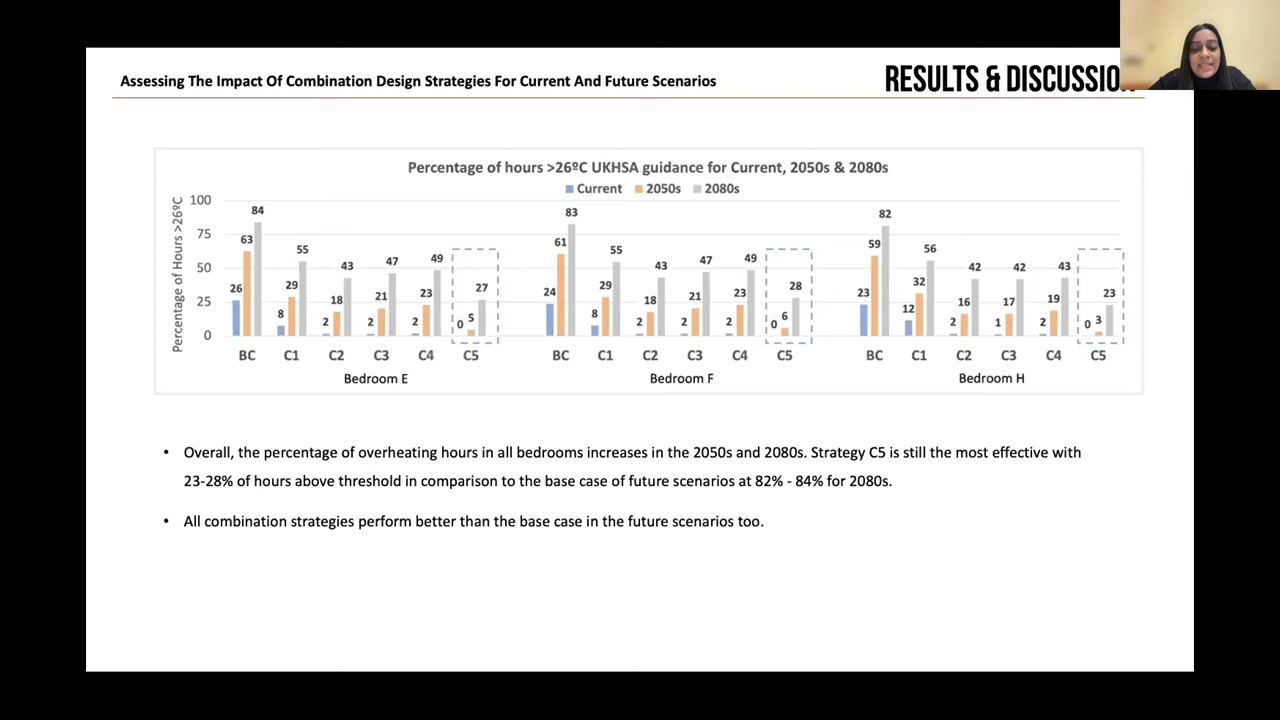 Assessing The Impact Of Combination Design Strategies For Current And Future Scenarios
RESULTS & DISCUSSION
Percentage of hours >26ºC UKHSA guidance for Current, 2050s & 2080s
Current 2050s 2080s
Percentage of Hours >26ºC
100
75
50
25
0
26 63 84
8 29 55
2 18 43
2 21 47
2 23 49
0 5 27
24 61 83
8 29 55
2 18 43
2 21 47
2 23 49
0 6 28
23 59 82
12 32 56
2 16 42
1 17 42
2 19 43
0 3 23
BC C1 C2 C3 C4 C5 BC C1 C2 C3 C4 C5 BC C1 C2 C3 C4 C5
Bedroom E Bedroom F Bedroom H
• Overall, the percentage of overheating hours in all bedrooms increases in the 2050s and 2080s. Strategy C5 is still the most effective with
23-28% of hours above threshold in comparison to the base case of future scenarios at 82% - 84% for 2080s.
• All combination strategies perform better than the base case in the future scenarios too.